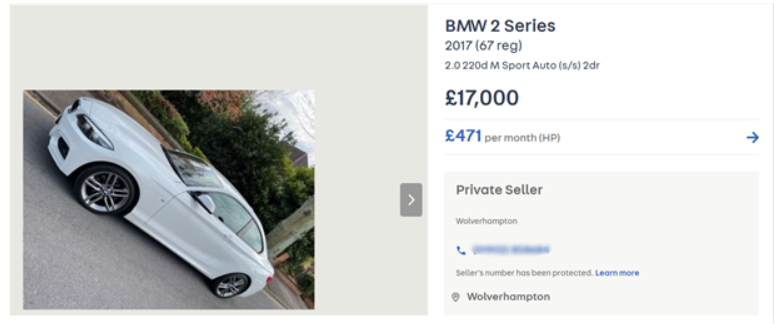 BMW 2 Series
2017 (67 reg)
2.0 220d M Sport Auto (s/s) 2dr
£17,000
£471 per month (HP)
Private Seller
Wolverhampton
Seller's number has been protected. Learn more
Wolverhampton